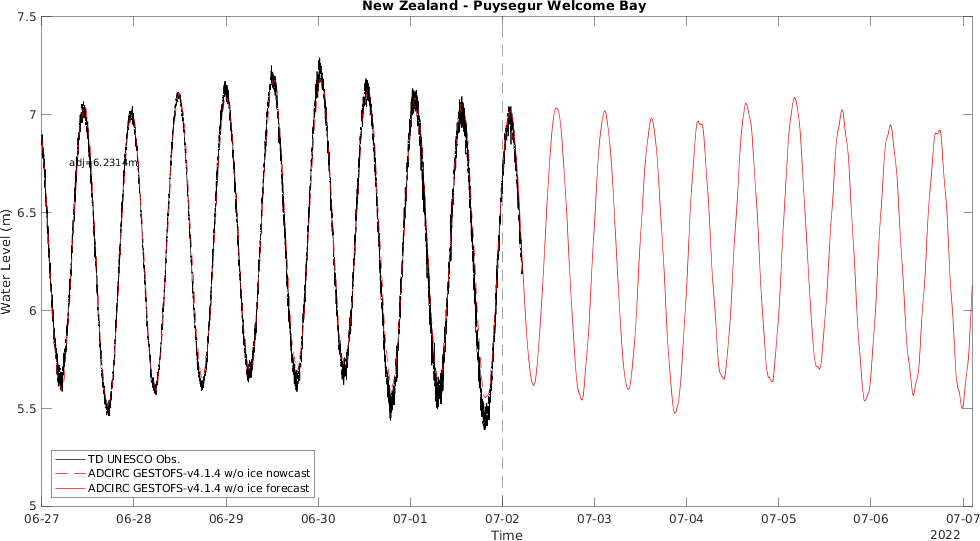 New Zealand - Puysegur Welcome Bay
7.5
7
6.5
6
5.5
5
Water Level (m)
adj=6.2314m
TD UNESCO Obs.
ADCIRC GESTOFS-v4.1.4 w/o ice nowcast
ADCIRC GESTOFS-v4.1.4 w/o ice forecast
06-27 06-28 06-29 06-30 07-01 07-02 07-03 07-04 07-05 07-06 07-07
Time
2022